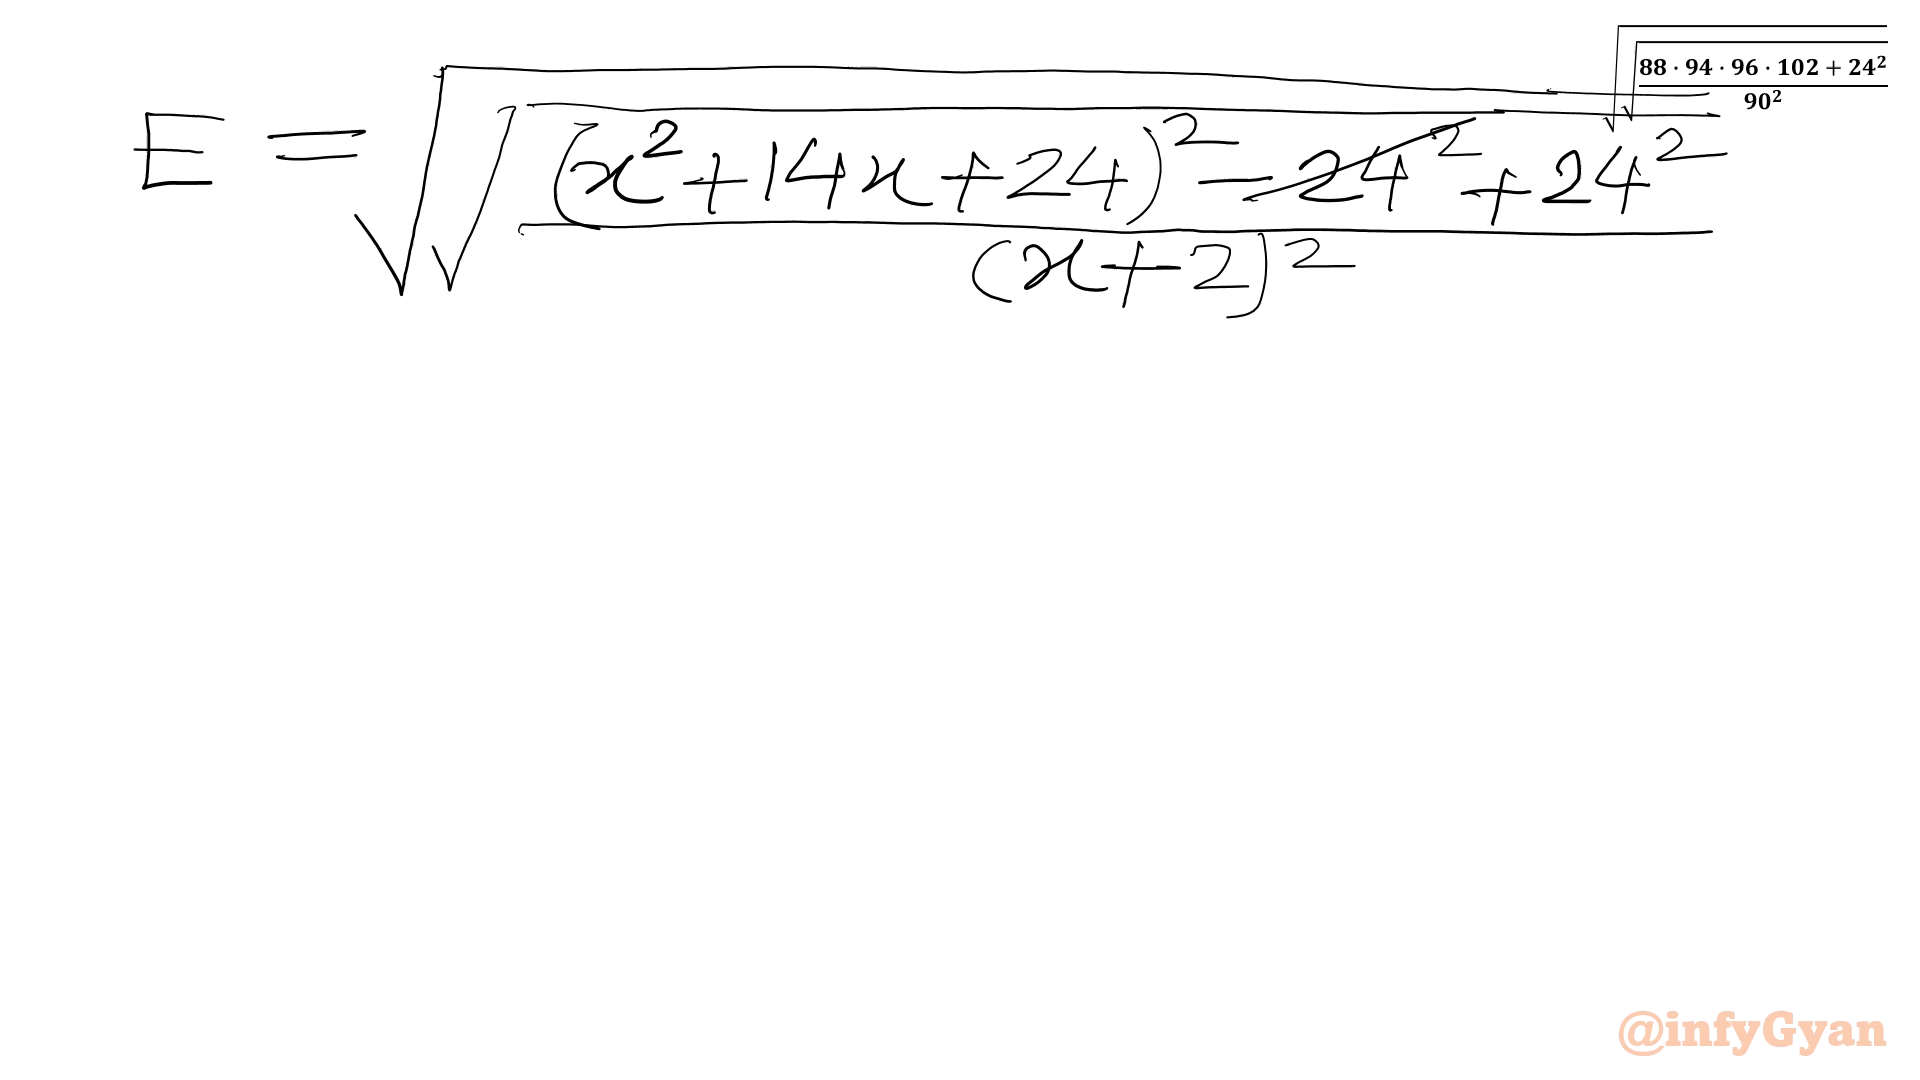 √√(88 · 94 · 96 · 102 + 24²
90²)
E = √√((x² + 14x + 24)² - 24² + 24²
(x + 2)²)
@infyGyan